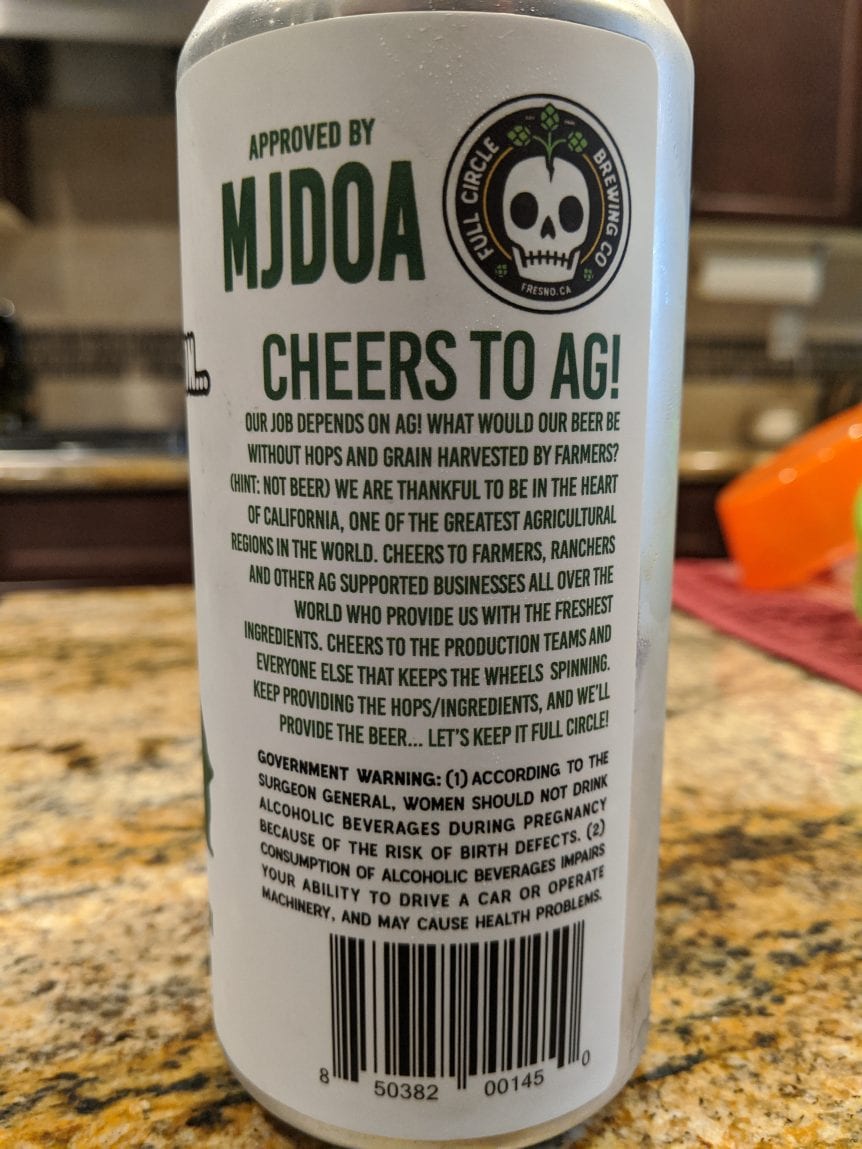 APPROVED BY
MJDOA
FULL CIRCLE BREWING CO
FRESNO, CA
CHEERS TO AG!
OUR JOB DEPENDS ON AG! WHAT WOULD OUR BEER BE
WITHOUT HOPS AND GRAIN HARVESTED BY FARMERS?
(HINT: NOT BEER) WE ARE THANKFUL TO BE IN THE HEART
OF CALIFORNIA, ONE OF THE GREATEST AGRICULTURAL
REGIONS IN THE WORLD. CHEERS TO FARMERS, RANCHERS
AND OTHER AG SUPPORTED BUSINESSES ALL OVER THE
WORLD WHO PROVIDE US WITH THE FRESHEST
INGREDIENTS. CHEERS TO THE PRODUCTION TEAMS AND
EVERYONE ELSE THAT KEEPS THE WHEELS SPINNING.
KEEP PROVIDING THE HOPS/INGREDIENTS, AND WE'LL
PROVIDE THE BEER... LET'S KEEP IT FULL CIRCLE!
GOVERNMENT WARNING: (1) ACCORDING TO THE
SURGEON GENERAL, WOMEN SHOULD NOT DRINK
ALCOHOLIC BEVERAGES DURING PREGNANCY
BECAUSE OF THE RISK OF BIRTH DEFECTS. (2)
CONSUMPTION OF ALCOHOLIC BEVERAGES IMPAIRS
YOUR ABILITY TO DRIVE A CAR OR OPERATE
MACHINERY, AND MAY CAUSE HEALTH PROBLEMS.
8 50382 00145 0